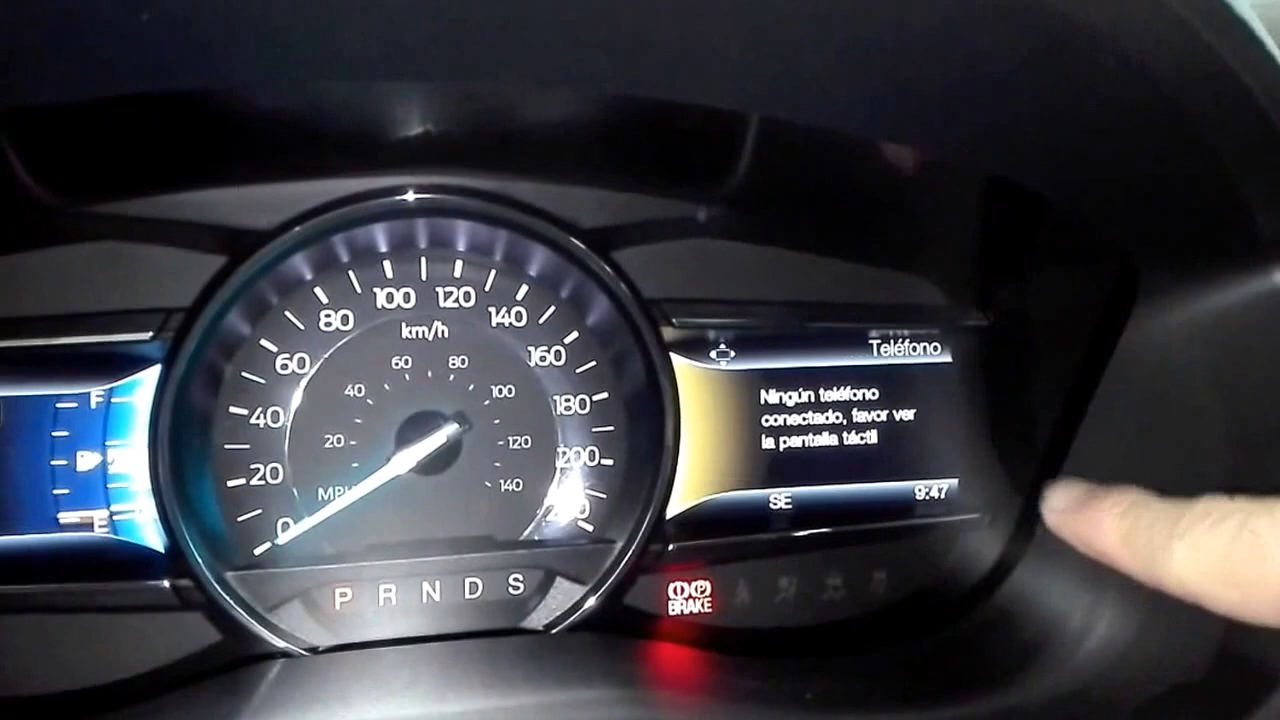 F
E
km/h
0
20
40
60
80
100
120
140
160
180
200
MPH
20
40
60
80
100
120
140
P R N D S
Teléfono
Ningún teléfono
conectado, favor ver
la pantalla táctil
SE
9:47
BRAKE